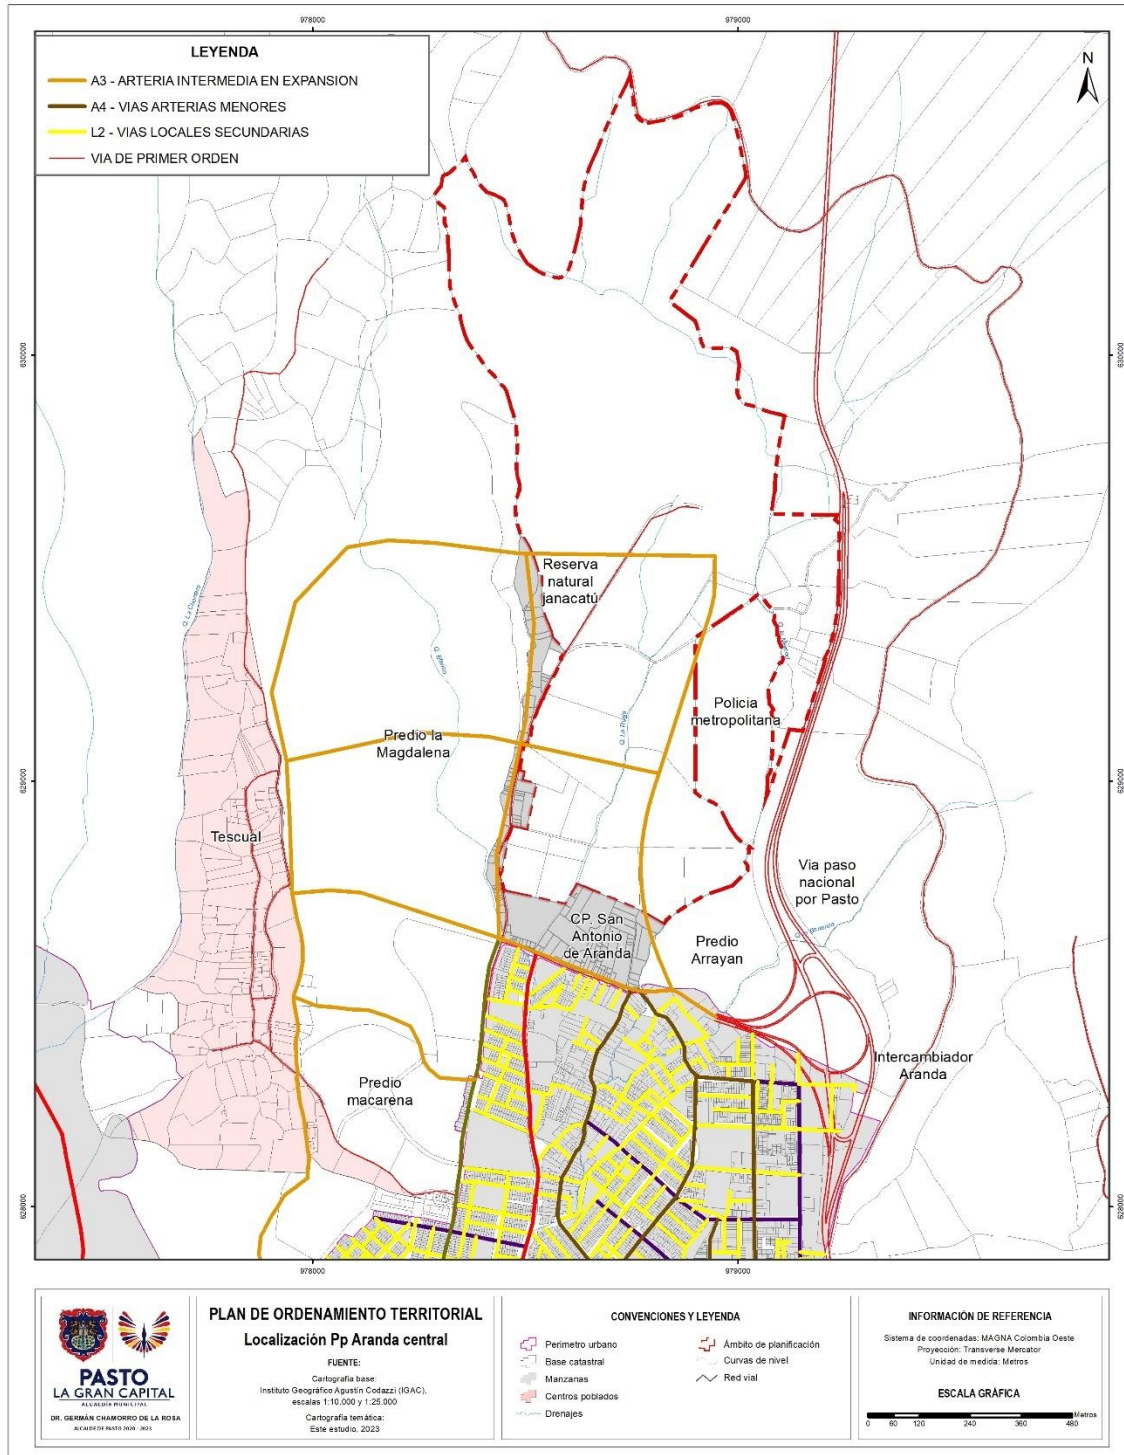 978000
979000
LEYENDA
A3 - ARTERIA INTERMEDIA EN EXPANSION
A4 - VIAS ARTERIAS MENORES
L2 - VIAS LOCALES SECUNDARIAS
VIA DE PRIMER ORDEN
N
630000
630000
Reserva
natural
janacatú
Q. La Chorrera
Q. Blanco
Policia
metropolitana
Predio la
Magdalena
629000
629000
Tescual
Via paso
nacional
por Pasto
CP. San
Antonio
de Aranda
Predio
Arrayan
Intercambiador
Aranda
Predio
macarena
628000
628000
978000
979000
PASTO
LA GRAN CAPITAL
ALCALDÍA MUNICIPAL
DR. GERMÁN CHAMORRO DE LA ROSA
ALCALDE DE PASTO 2020 - 2023
PLAN DE ORDENAMIENTO TERRITORIAL
Localización Pp Aranda central
FUENTE:
Cartografía base:
Instituto Geográfico Agustín Codazzi (IGAC),
escalas 1:10.000 y 1:25.000
Cartografía temática:
Este estudio, 2023
CONVENCIONES Y LEYENDA
Perimetro urbano
Base catastral
Manzanas
Centros poblados
Drenajes
Ámbito de planificación
Curvas de nivel
Red vial
INFORMACIÓN DE REFERENCIA
Sistema de coordenadas: MAGNA Colombia Oeste
Proyección: Transverse Mercator
Unidad de medida: Metros
ESCALA GRÁFICA
Metros
0 60 120 240 360 480